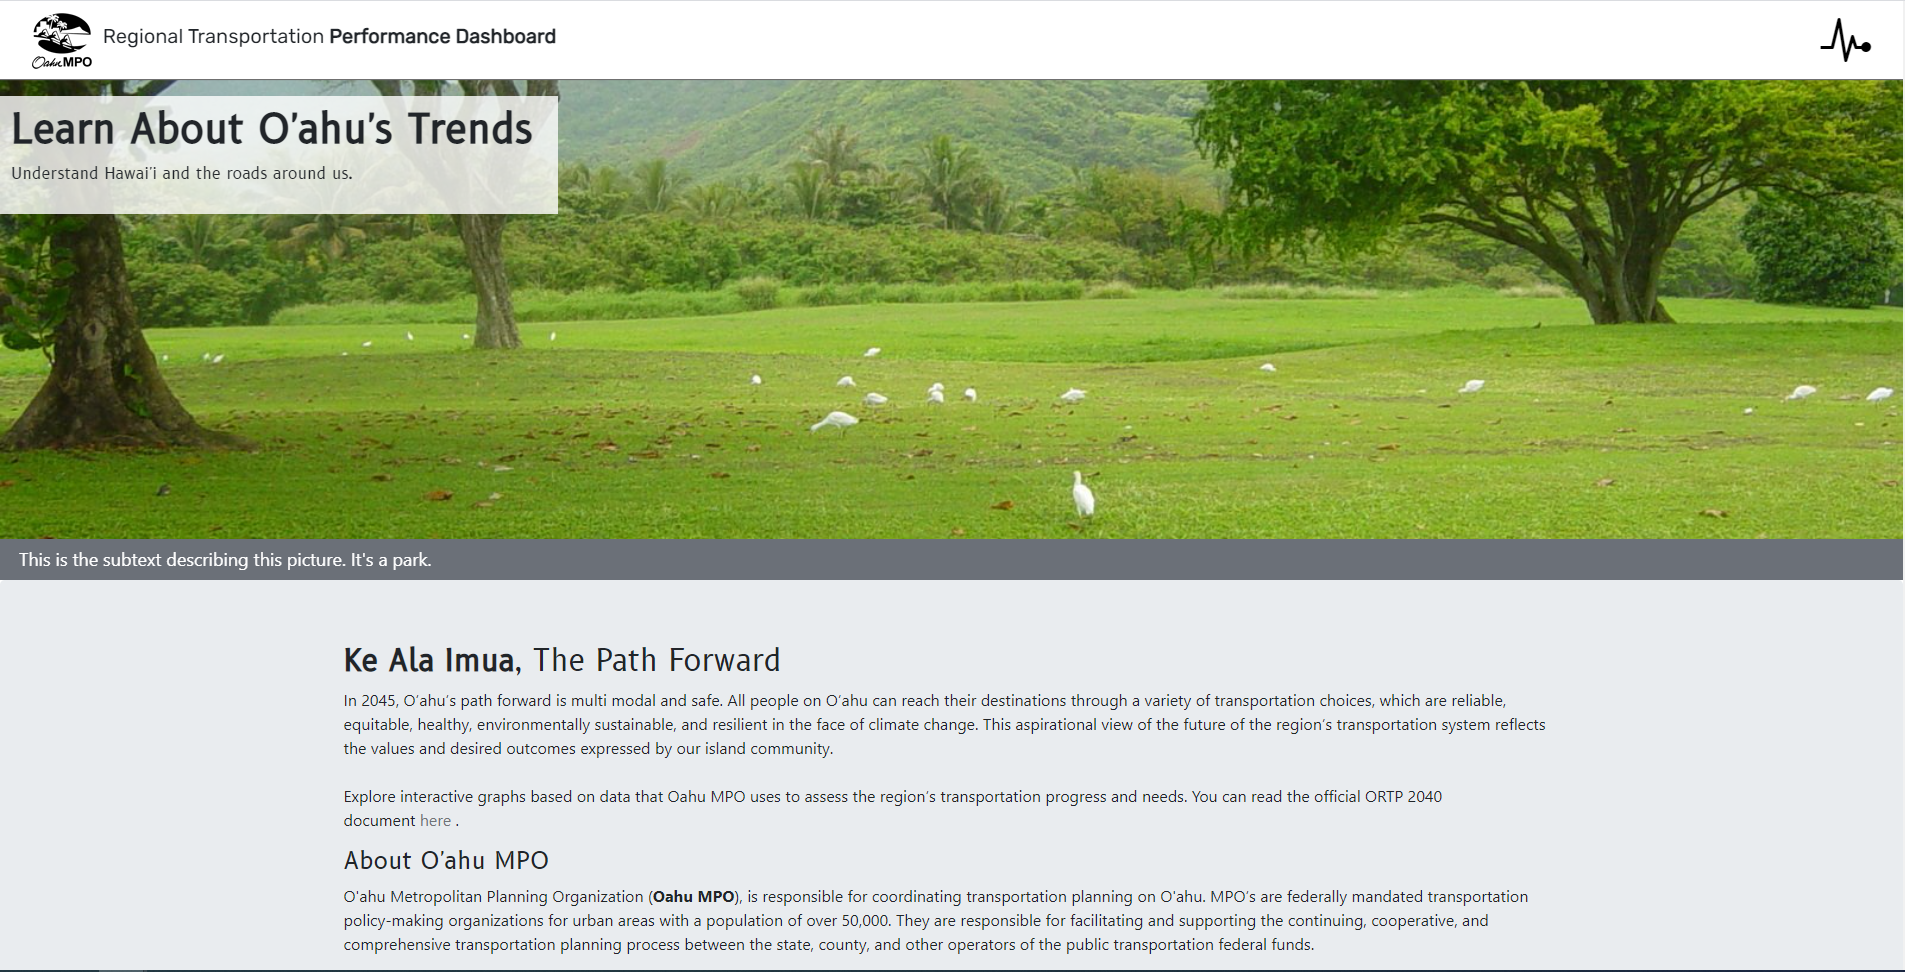 Oahu MPO
Regional Transportation Performance Dashboard
Learn About O'ahu's Trends
Understand Hawai'i and the roads around us.
This is the subtext describing this picture. It's a park.
Ke Ala Imua, The Path Forward
In 2045, O'ahu's path forward is multi modal and safe. All people on O'ahu can reach their destinations through a variety of transportation choices, which are reliable,
equitable, healthy, environmentally sustainable, and resilient in the face of climate change. This aspirational view of the future of the region's transportation system reflects
the values and desired outcomes expressed by our island community.
Explore interactive graphs based on data that Oahu MPO uses to assess the region's transportation progress and needs. You can read the official ORTP 2040
document here .
About O'ahu MPO
O'ahu Metropolitan Planning Organization (Oahu MPO), is responsible for coordinating transportation planning on O'ahu. MPO's are federally mandated transportation
policy-making organizations for urban areas with a population of over 50,000. They are responsible for facilitating and supporting the continuing, cooperative, and
comprehensive transportation planning process between the state, county, and other operators of the public transportation federal funds.